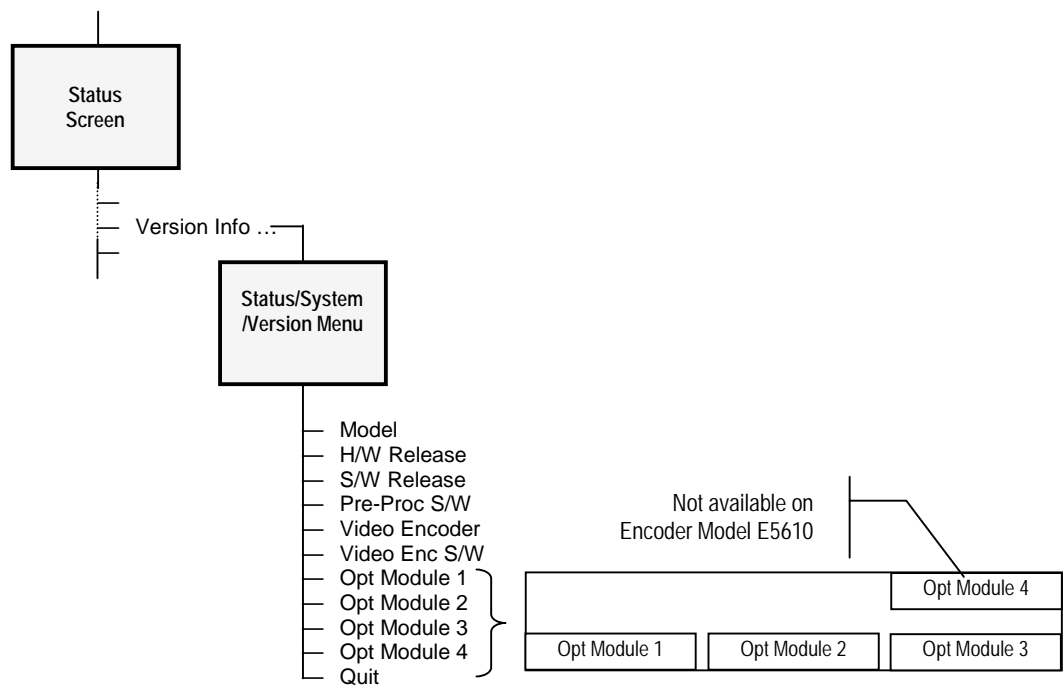 Status
Screen
Version Info …
Status/System
/Version Menu
Model
H/W Release
S/W Release
Pre-Proc S/W
Video Encoder
Video Enc S/W
Opt Module 1
Opt Module 2
Opt Module 3
Opt Module 4
Quit
Not available on
Encoder Model E5610
Opt Module 4
Opt Module 1
Opt Module 2
Opt Module 3